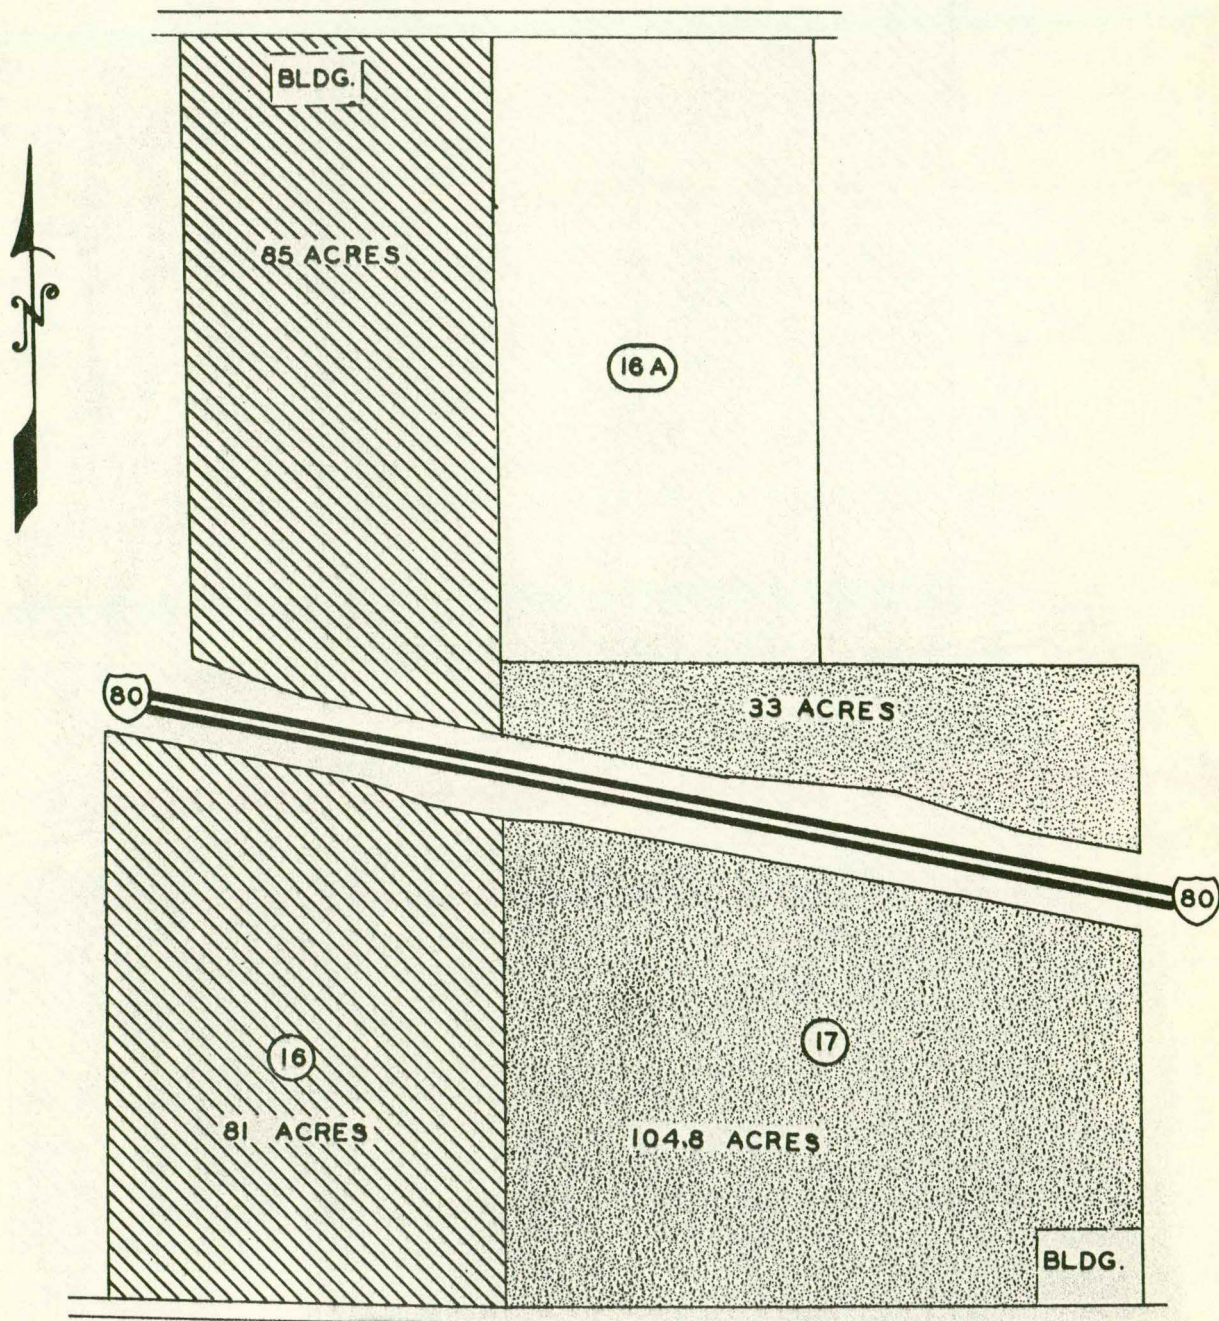 BLDG.
85 ACRES
N
16 A
80
33 ACRES
80
16
17
81 ACRES
104.8 ACRES
BLDG.